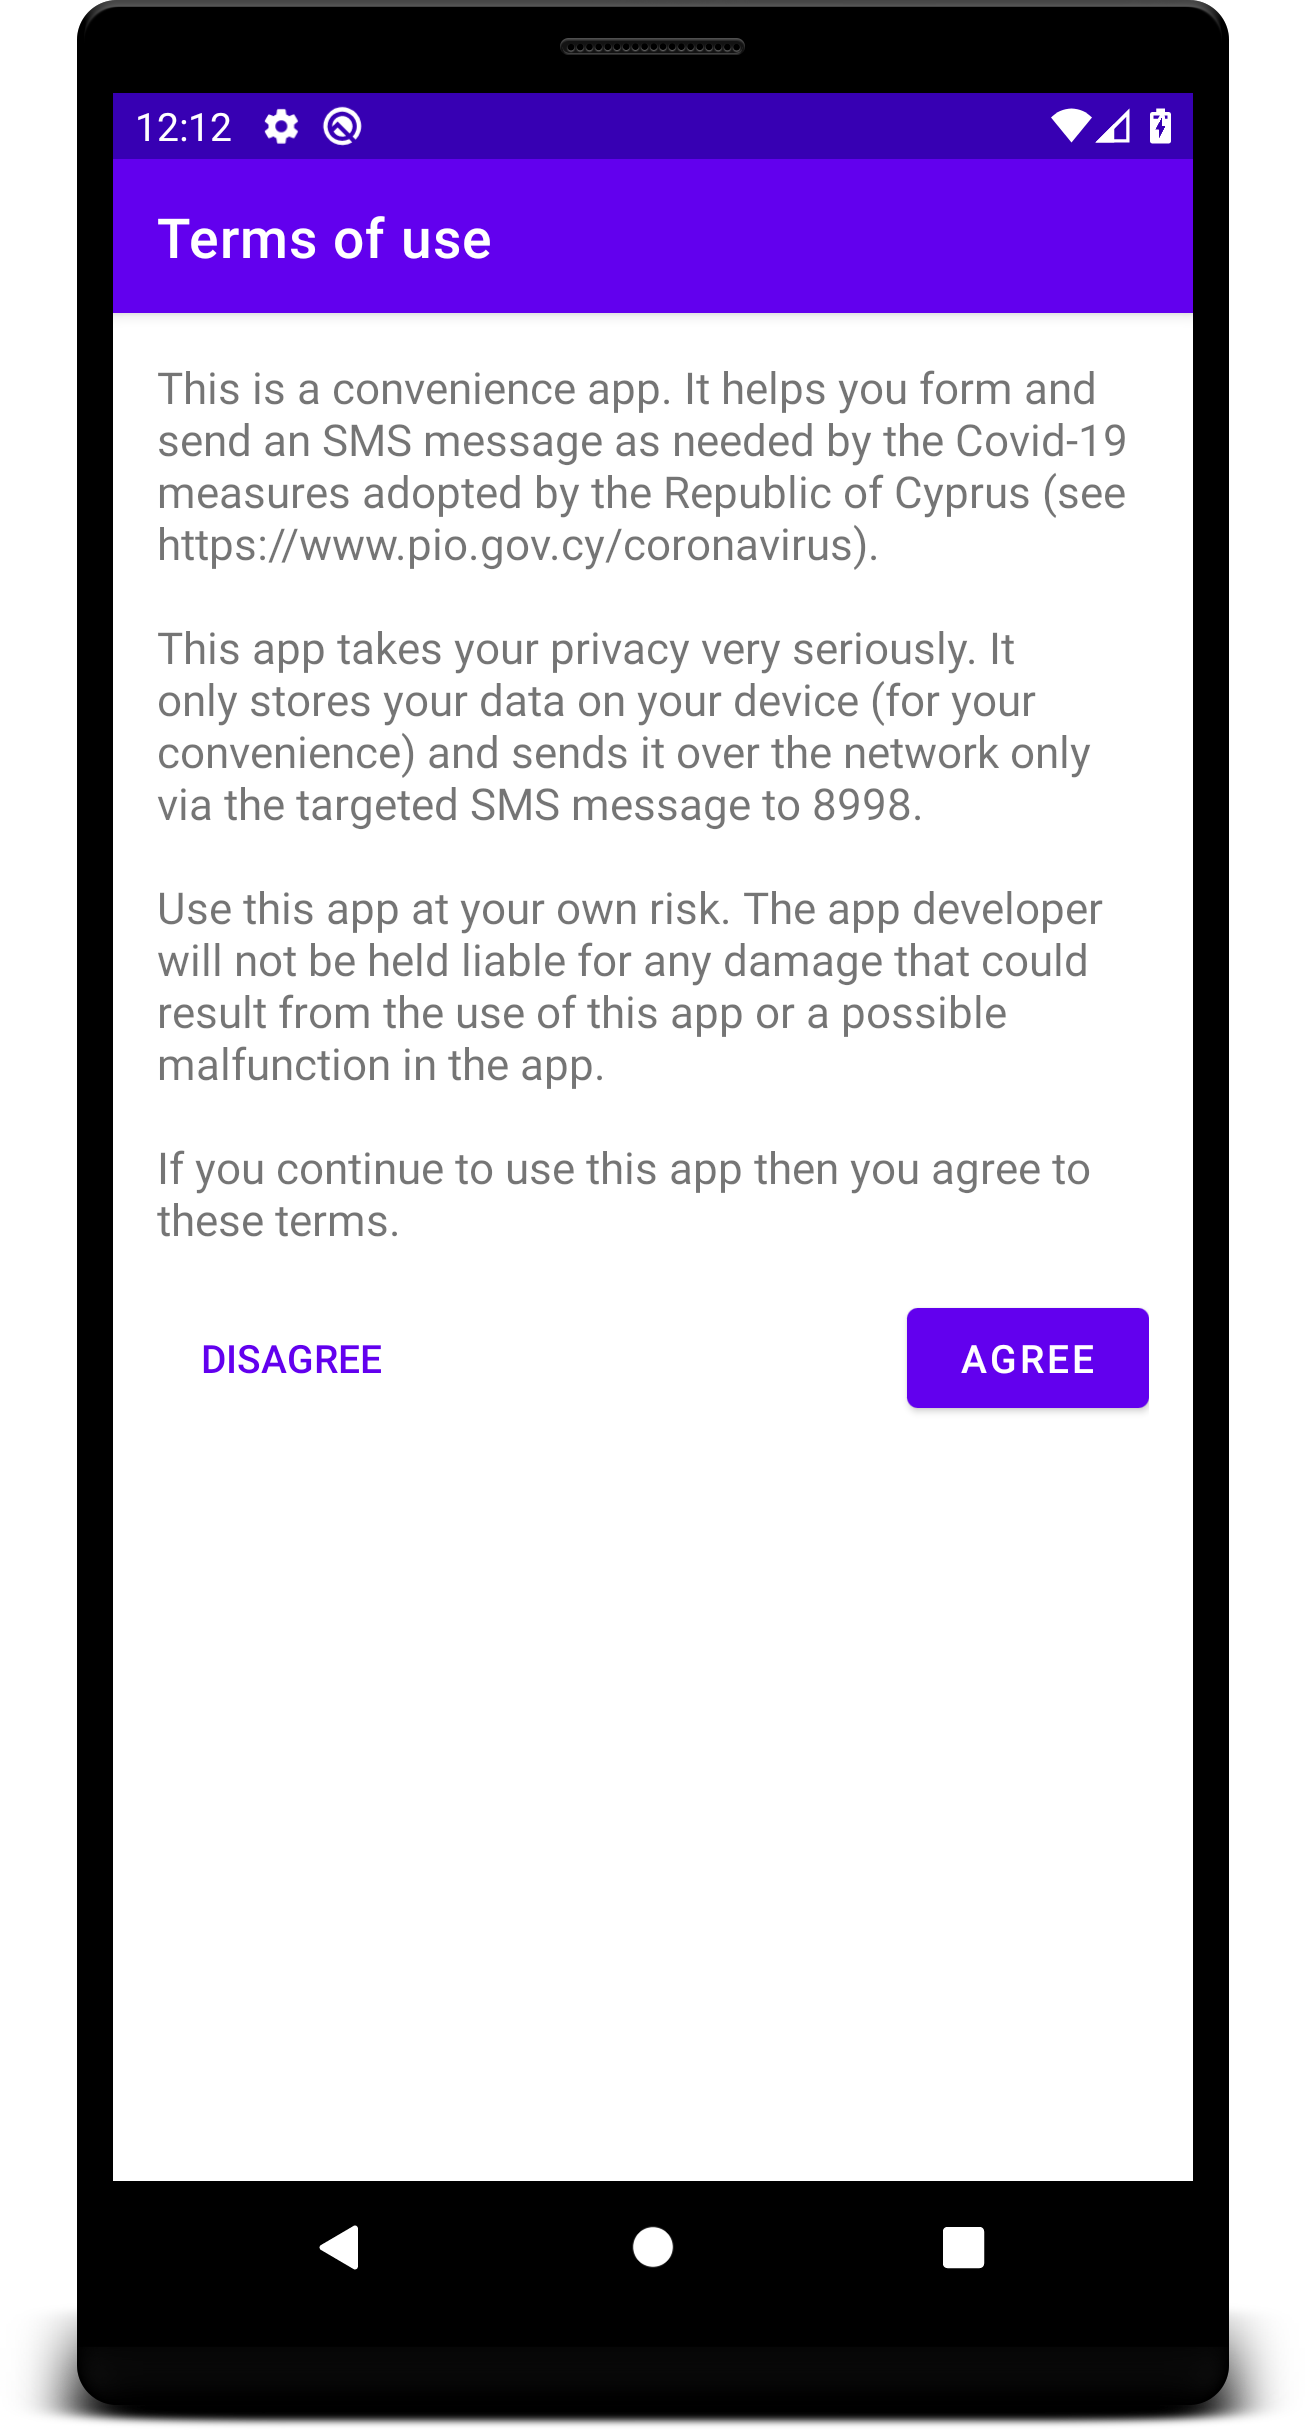 12:12
Terms of use
This is a convenience app. It helps you form and
send an SMS message as needed by the Covid-19
measures adopted by the Republic of Cyprus (see
https://www.pio.gov.cy/coronavirus).
This app takes your privacy very seriously. It
only stores your data on your device (for your
convenience) and sends it over the network only
via the targeted SMS message to 8998.
Use this app at your own risk. The app developer
will not be held liable for any damage that could
result from the use of this app or a possible
malfunction in the app.
If you continue to use this app then you agree to
these terms.
DISAGREE
AGREE